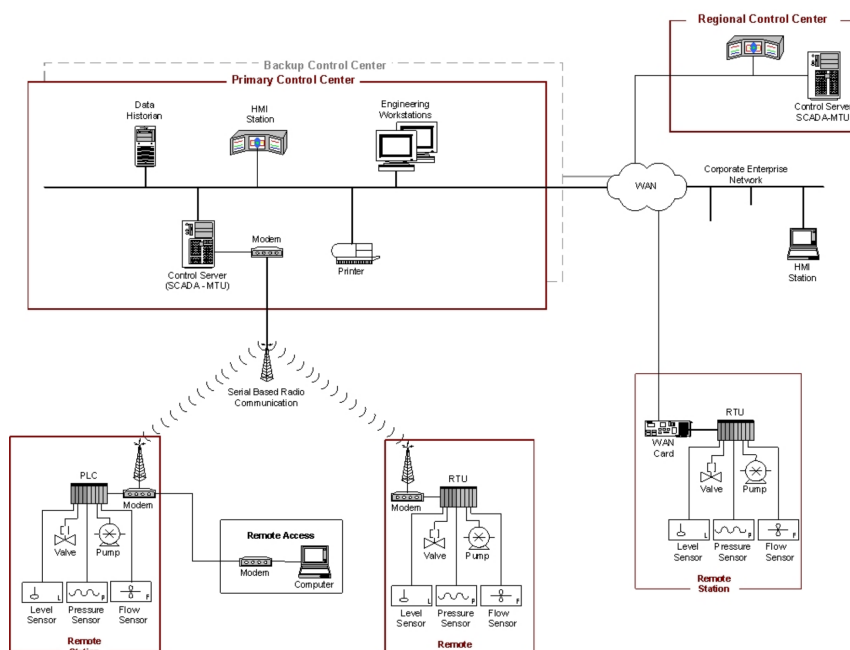 Regional Control Center
Control Server
SCADA-MTU
Backup Control Center
Primary Control Center
Data
Historian
HMI
Station
Engineering
Workstations
Control Server
(SCADA - MTU)
Modem
Printer
WAN
Corporate Enterprise
Network
HMI
Station
Serial Based Radio
Communication
PLC
Modem
Valve
Pump
L
P
F
Level
Sensor
Pressure
Sensor
Flow
Sensor
Remote
Remote Access
Modem
Computer
RTU
Modem
Valve
Pump
L
P
F
Level
Sensor
Pressure
Sensor
Flow
Sensor
Remote
WAN
Card
RTU
Valve
Pump
L
P
F
Level
Sensor
Pressure
Sensor
Flow
Sensor
Remote
Station